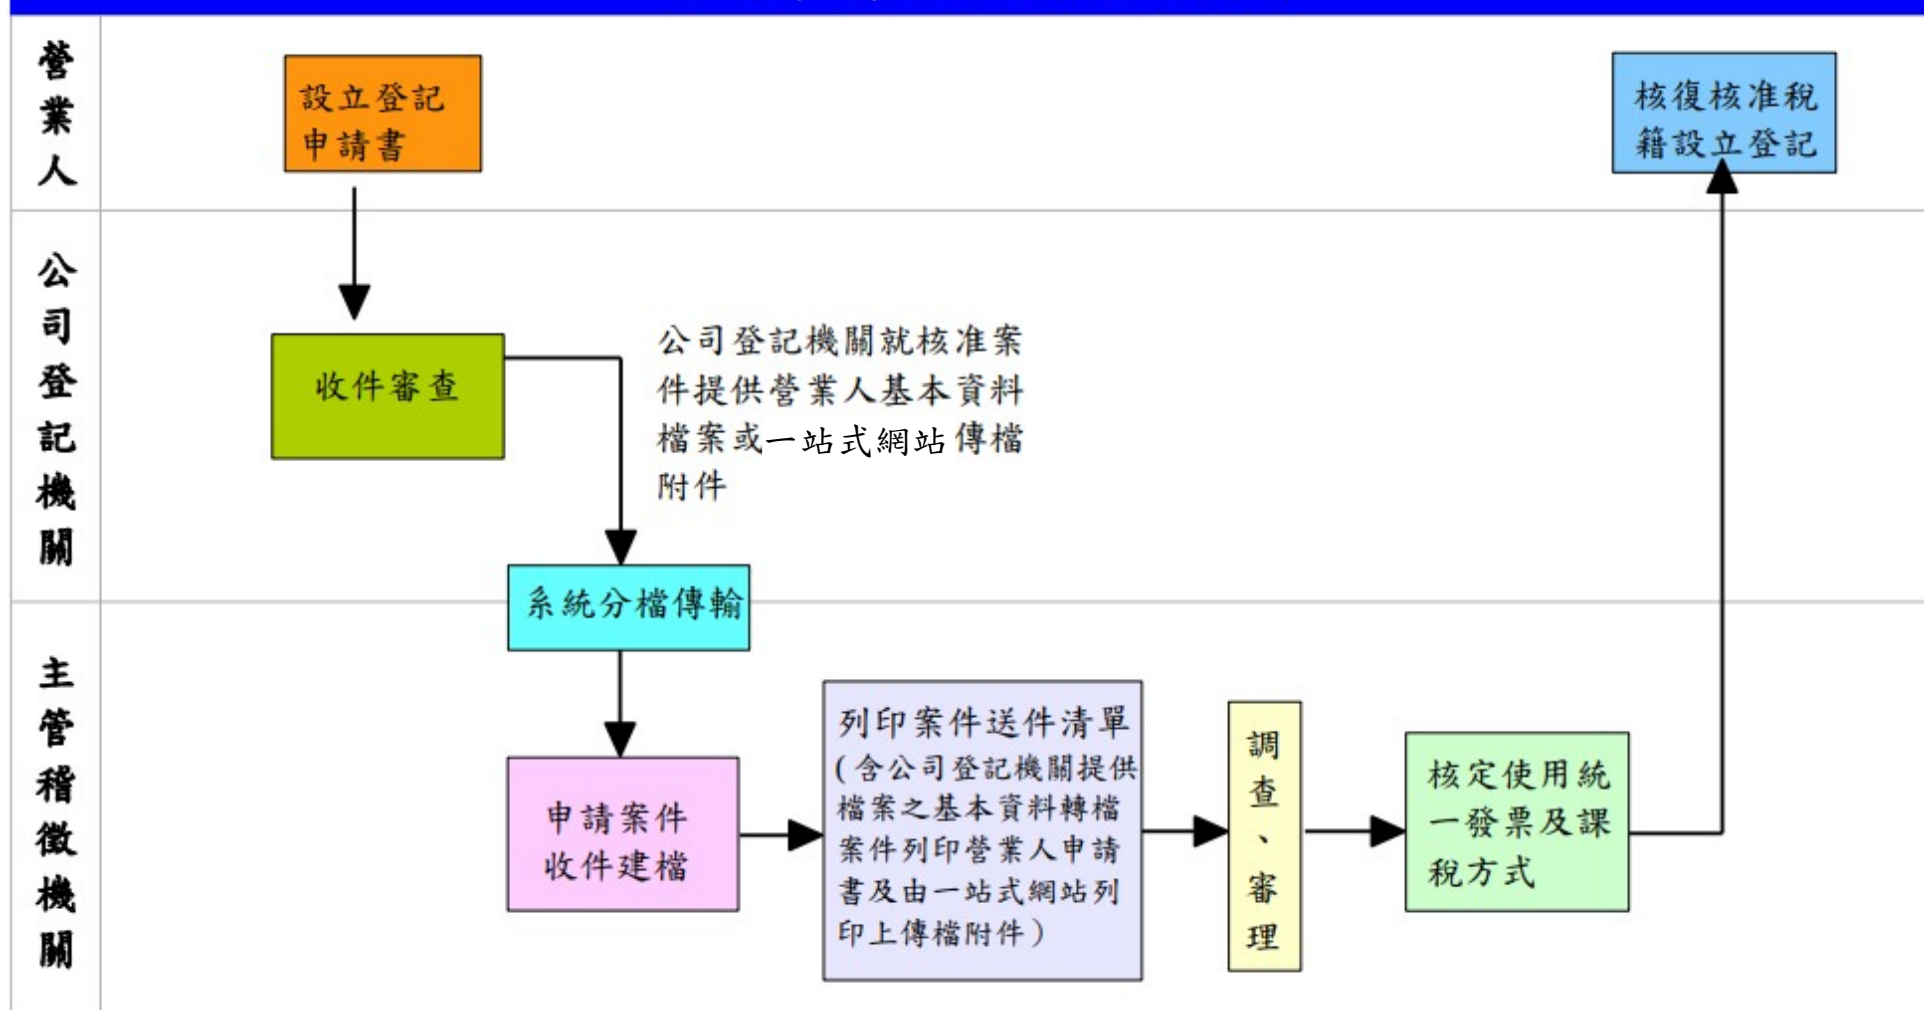 營業人
設立登記
申請書
核復核准稅
籍設立登記
公司登記機關
收件審查
公司登記機關就核准案
件提供營業人基本資料
檔案或一站式網站傳檔
附件
系統分檔傳輸
主管稽徵機關
申請案件
收件建檔
列印案件送件清單
(含公司登記機關提供
檔案之基本資料轉檔
案件列印營業人申請
書及由一站式網站列
印上傳檔附件)
調查、審理
核定使用統
一發票及課
稅方式